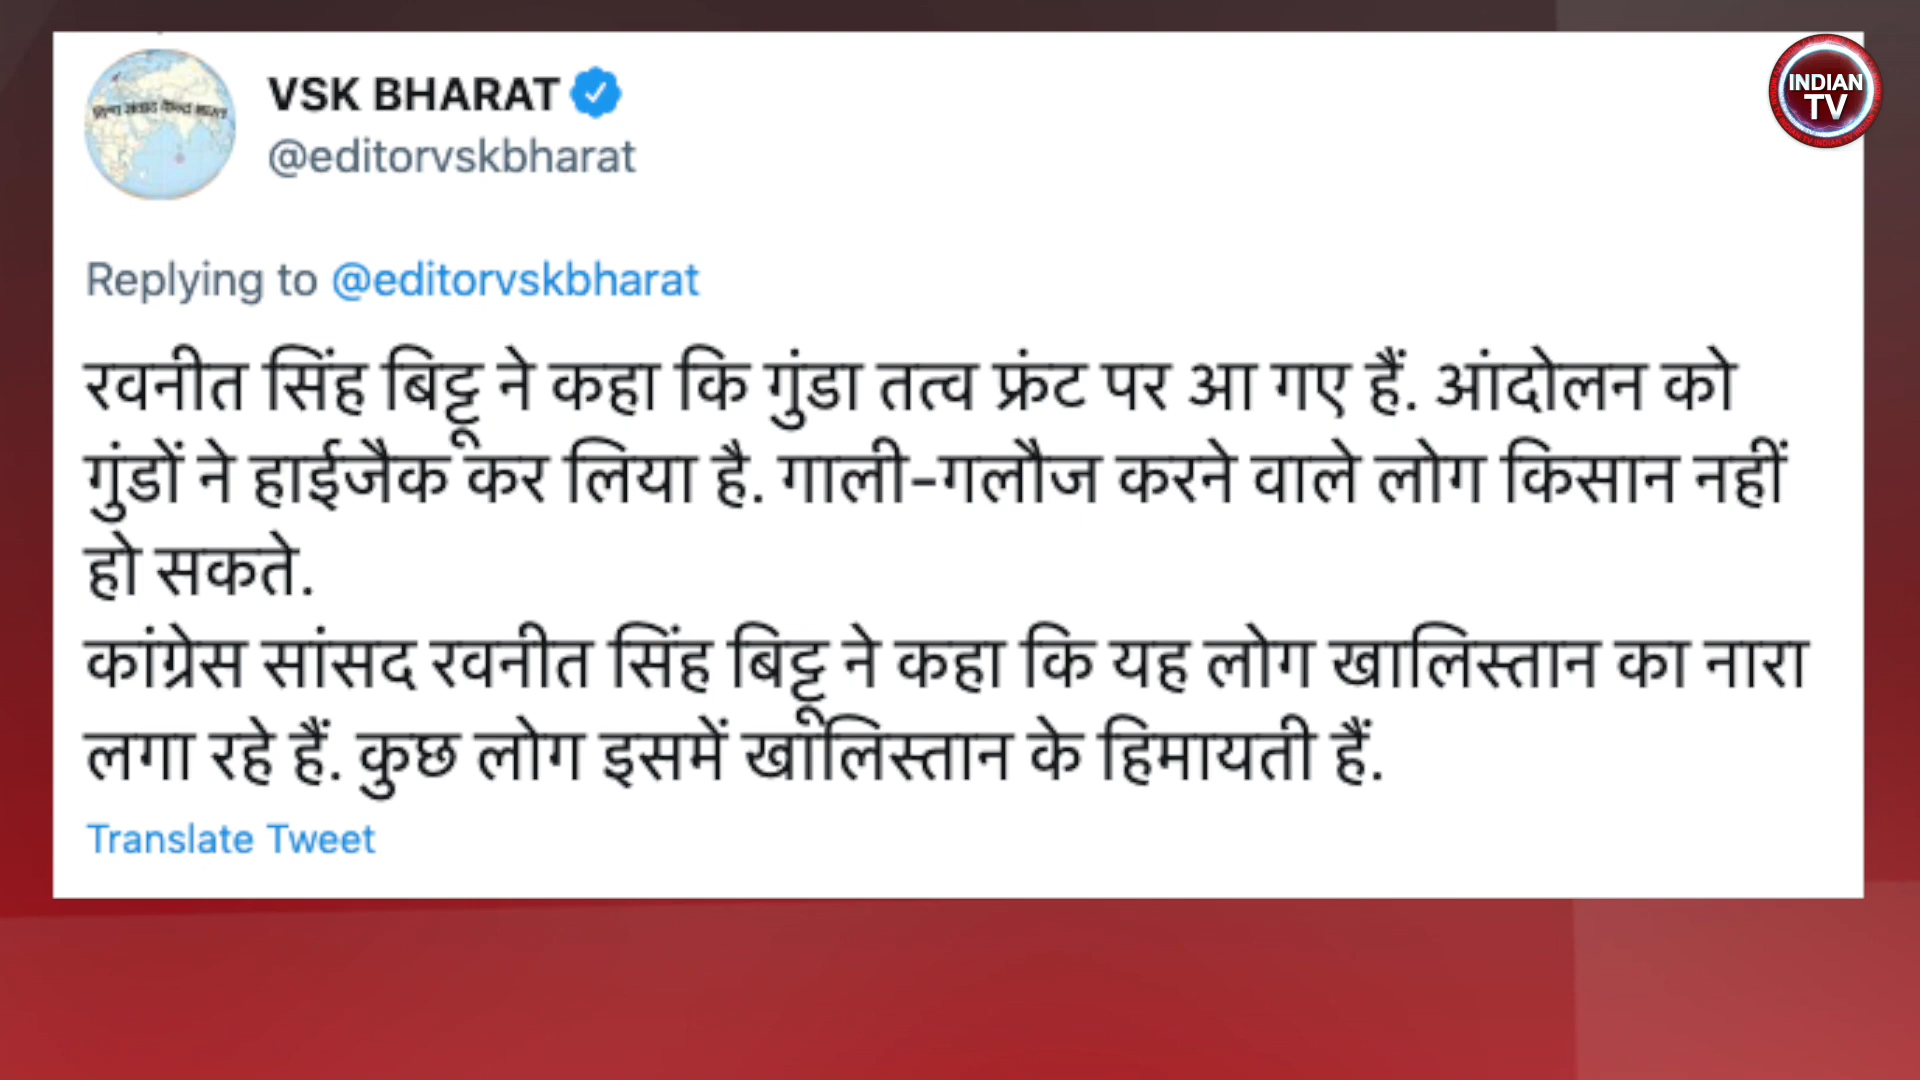 VSK BHARAT
@editorvskbharat
INDIAN
TV
Replying to @editorvskbharat
रवनीत सिंह बिट्टू ने कहा कि गुंडा तत्व फ्रंट पर आ गए हैं. आंदोलन को
गुंडों ने हाईजैक कर लिया है. गाली-गलौज करने वाले लोग किसान नहीं
हो सकते.
कांग्रेस सांसद रवनीत सिंह बिट्टू ने कहा कि यह लोग खालिस्तान का नारा
लगा रहे हैं. कुछ लोग इसमें खालिस्तान के हिमायती हैं.
Translate Tweet